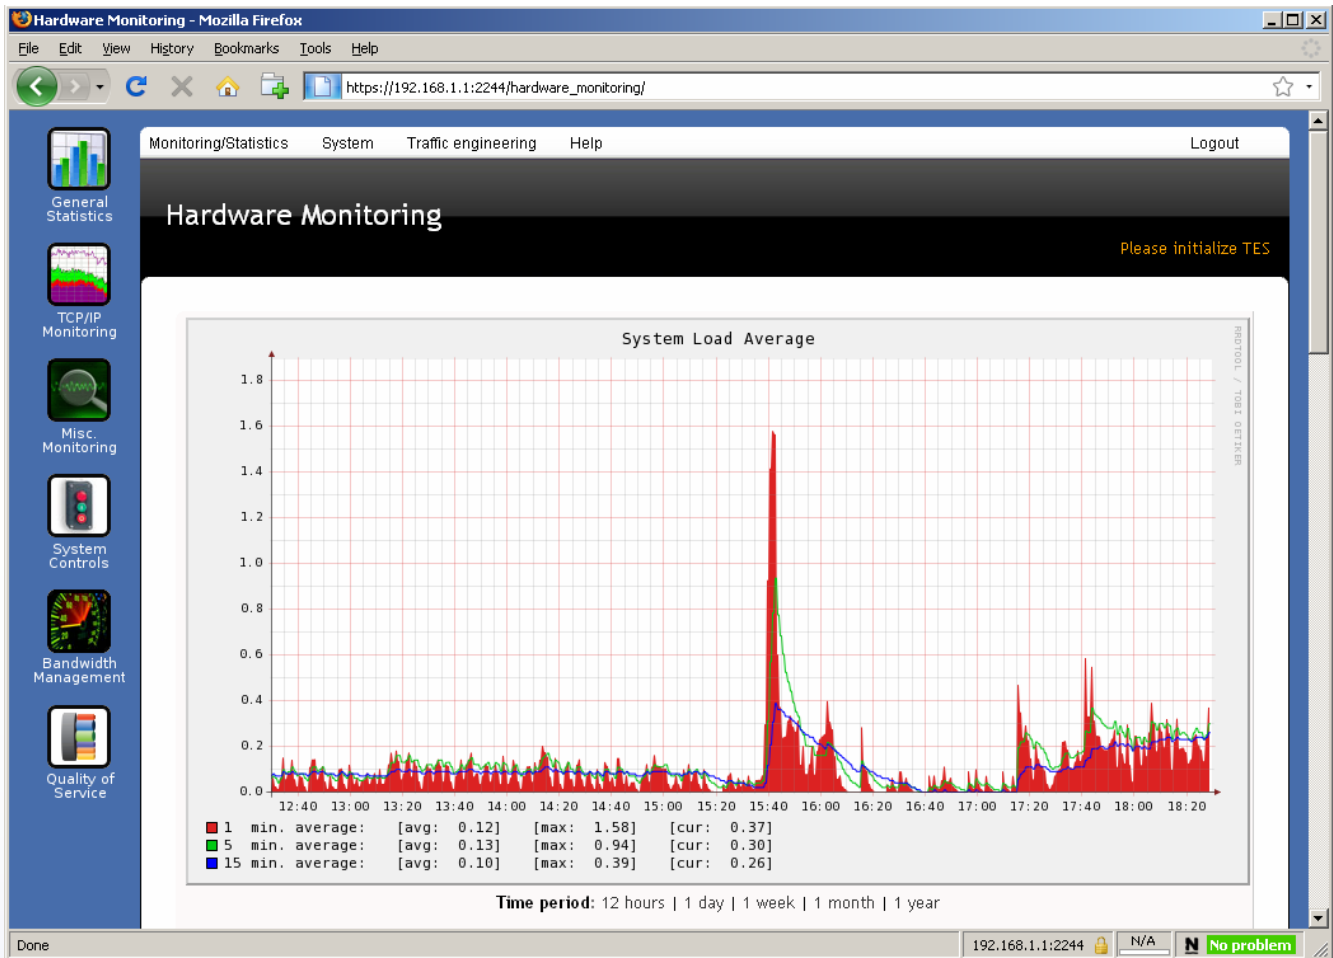 Hardware Monitoring - Mozilla Firefox
File Edit View History Bookmarks Tools Help
https://192.168.1.1:2244/hardware_monitoring/
Monitoring/Statistics System Traffic engineering Help Logout
General
Statistics
TCP/IP
Monitoring
Misc.
Monitoring
System
Controls
Bandwidth
Management
Quality of
Service
Hardware Monitoring
Please initialize TES
System Load Average
RRDTOOL / TOBI OETIKER
1.8
1.6
1.4
1.2
1.0
0.8
0.6
0.4
0.2
0.0
12:40 13:00 13:20 13:40 14:00 14:20 14:40 15:00 15:20 15:40 16:00 16:20 16:40 17:00 17:20 17:40 18:00 18:20
1 min. average: [avg: 0.12] [max: 1.58] [cur: 0.37]
5 min. average: [avg: 0.13] [max: 0.94] [cur: 0.30]
15 min. average: [avg: 0.10] [max: 0.39] [cur: 0.26]
Time period: 12 hours | 1 day | 1 week | 1 month | 1 year
Done 192.168.1.1:2244 N/A N No problem